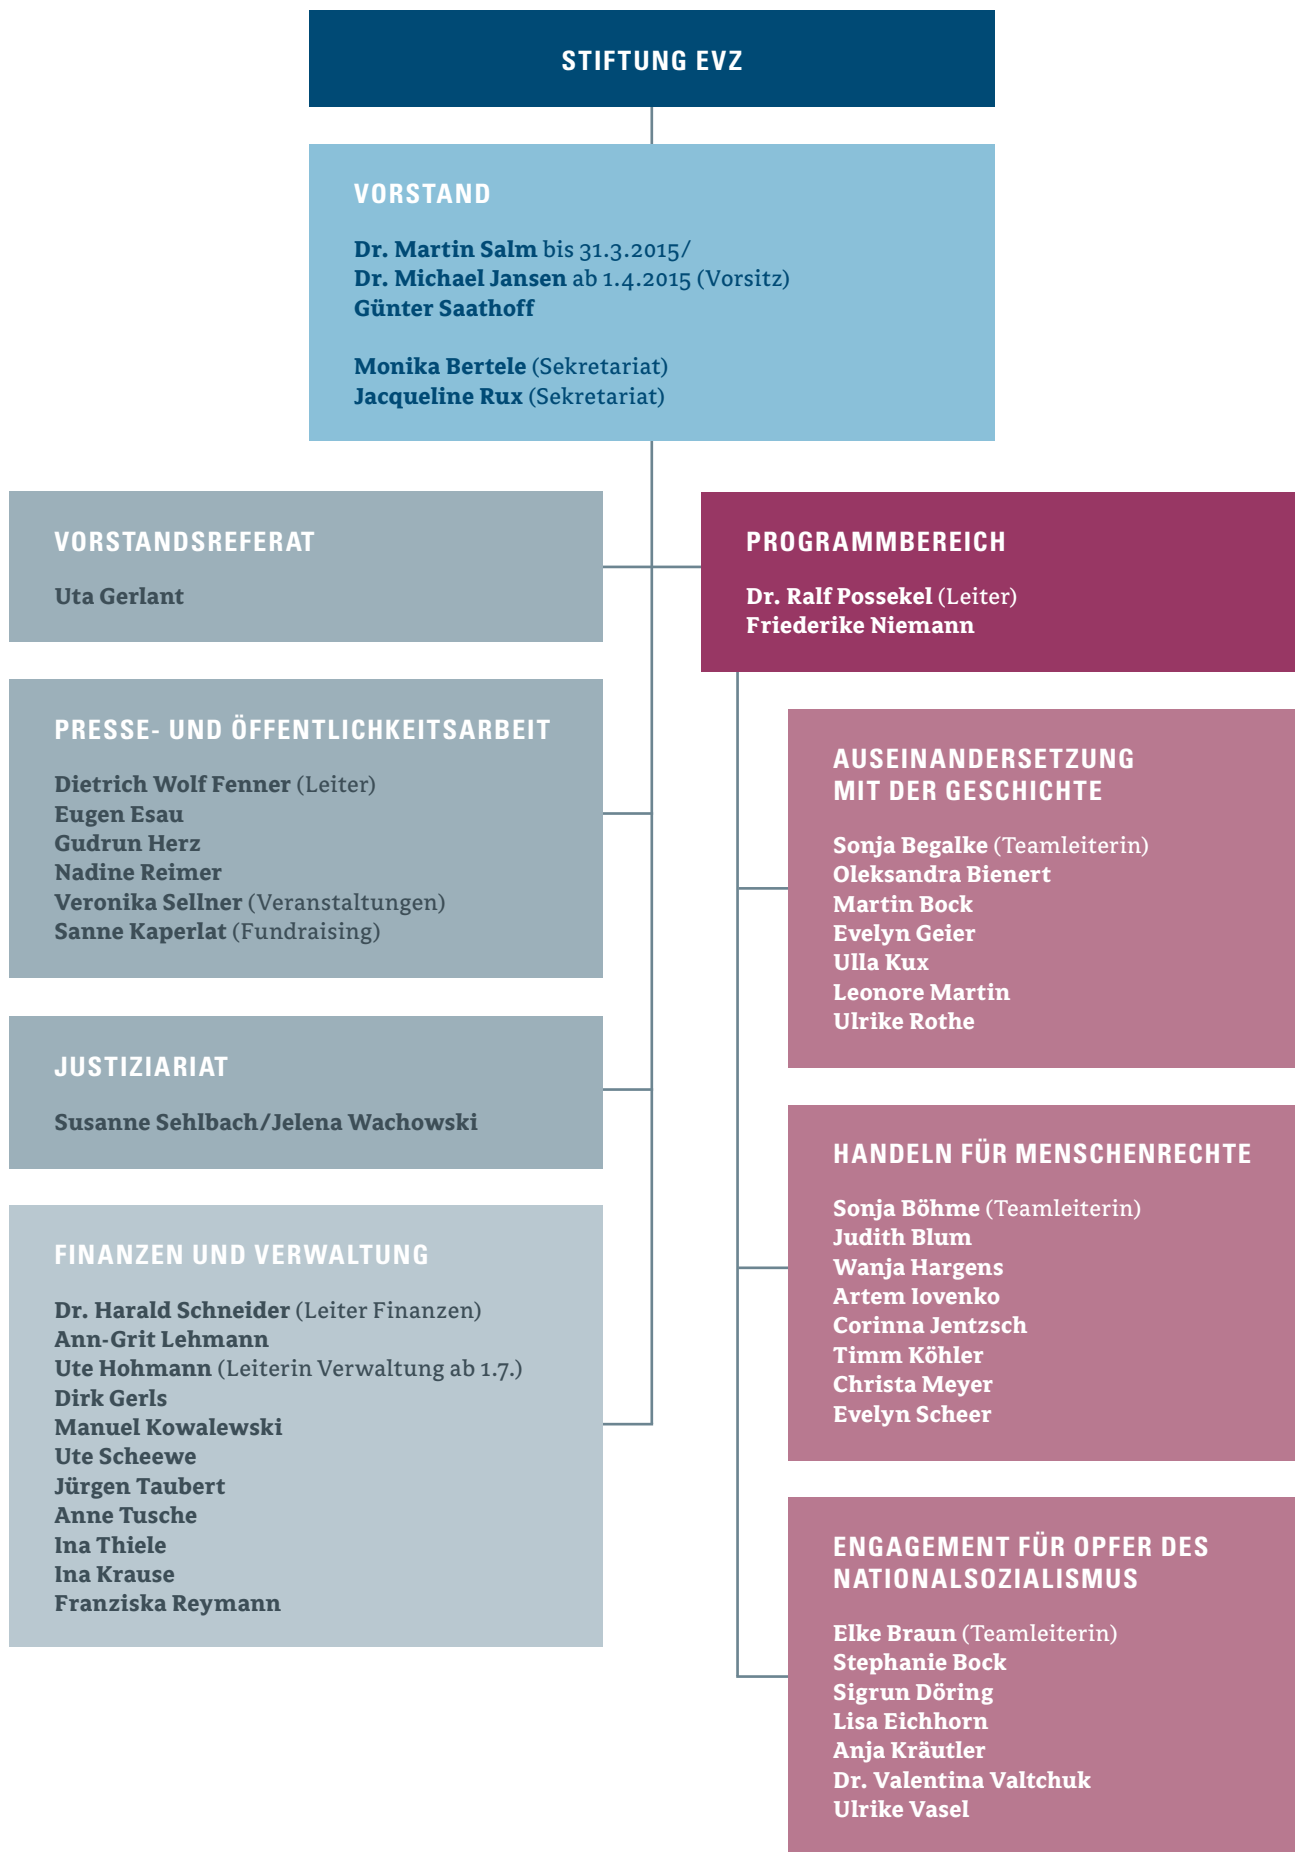 STIFTUNG EVZ
VORSTAND
Dr. Martin Salm bis 31.3.2015/
Dr. Michael Jansen ab 1.4.2015 (Vorsitz)
Günter Saathoff
Monika Bertele (Sekretariat)
Jacqueline Rux (Sekretariat)
VORSTANDSREFERAT
Uta Gerlant
PRESSE- UND ÖFFENTLICHKEITSARBEIT
Dietrich Wolf Fenner (Leiter)
Eugen Esau
Gudrun Herz
Nadine Reimer
Veronika Sellner (Veranstaltungen)
Sanne Kaperlat (Fundraising)
JUSTIZIARIAT
Susanne Sehlbach/Jelena Wachowski
FINANZEN UND VERWALTUNG
Dr. Harald Schneider (Leiter Finanzen)
Ann-Grit Lehmann
Ute Hohmann (Leiterin Verwaltung ab 1.7.)
Dirk Gerls
Manuel Kowalewski
Ute Scheewe
Jürgen Taubert
Anne Tusche
Ina Thiele
Ina Krause
Franziska Reymann
PROGRAMMBEREICH
Dr. Ralf Possekel (Leiter)
Friederike Niemann
AUSEINANDERSETZUNG
MIT DER GESCHICHTE
Sonja Begalke (Teamleiterin)
Oleksandra Bienert
Martin Bock
Evelyn Geier
Ulla Kux
Leonore Martin
Ulrike Rothe
HANDELN FÜR MENSCHENRECHTE
Sonja Böhme (Teamleiterin)
Judith Blum
Wanja Hargens
Artem Iovenko
Corinna Jentzsch
Timm Köhler
Christa Meyer
Evelyn Scheer
ENGAGEMENT FÜR OPFER DES
NATIONALSOZIALISMUS
Elke Braun (Teamleiterin)
Stephanie Bock
Sigrun Döring
Lisa Eichhorn
Anja Kräutler
Dr. Valentina Valtchuk
Ulrike Vasel